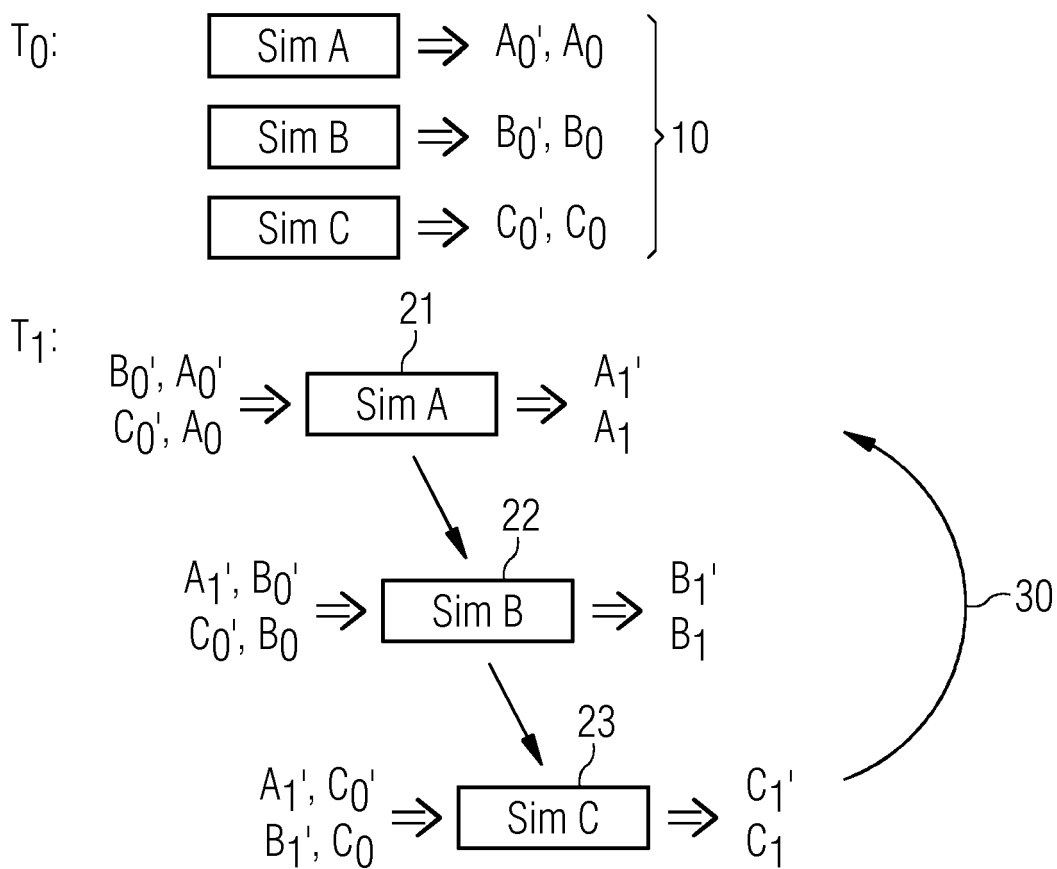 T₀: Sim A ⇒ A₀', A₀
Sim B ⇒ B₀', B₀ 10
Sim C ⇒ C₀', C₀
T₁: 21
B₀', A₀' ⇒ Sim A ⇒ A₁'
C₀', A₀ A₁
22
A₁', B₀' ⇒ Sim B ⇒ B₁' 30
C₀', B₀ B₁
23
A₁', C₀' ⇒ Sim C ⇒ C₁'
B₁', C₀ C₁